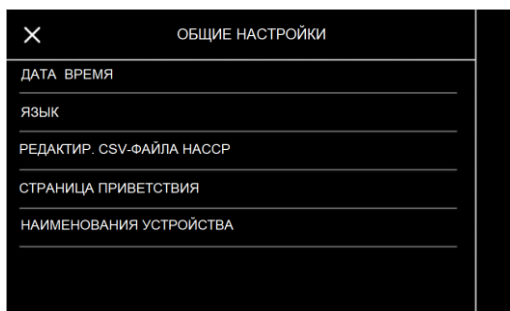 ОБЩИЕ НАСТРОЙКИ
ДАТА ВРЕМЯ
ЯЗЫК
РЕДАКТИР. CSV-ФАЙЛА HACCP
СТРАНИЦА ПРИВЕТСТВИЯ
НАИМЕНОВАНИЯ УСТРОЙСТВА